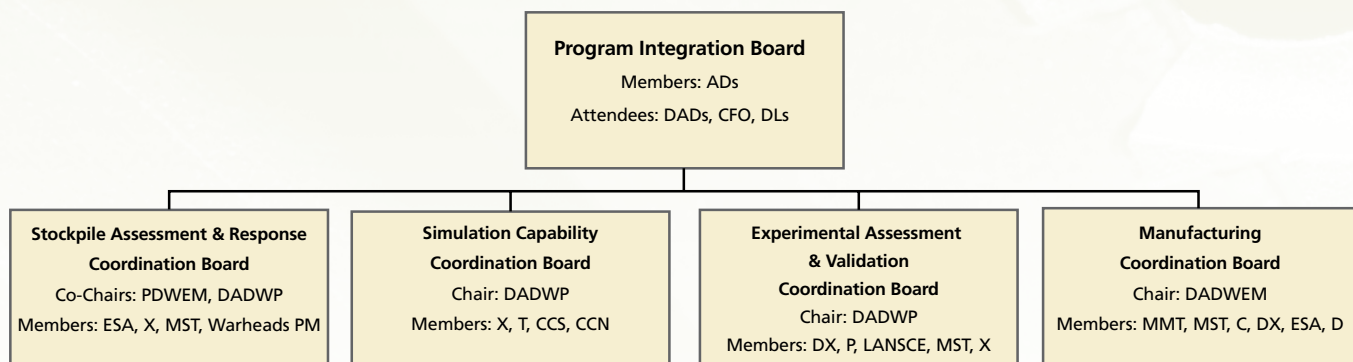 Program Integration Board
Members: ADs
Attendees: DADs, CFO, DLs
Stockpile Assessment & Response
Coordination Board
Co-Chairs: PDWEM, DADWP
Members: ESA, X, MST, Warheads PM
Simulation Capability
Coordination Board
Chair: DADWP
Members: X, T, CCS, CCN
Experimental Assessment
& Validation
Coordination Board
Chair: DADWP
Members: DX, P, LANSCE, MST, X
Manufacturing
Coordination Board
Chair: DADWEM
Members: MMT, MST, C, DX, ESA, D